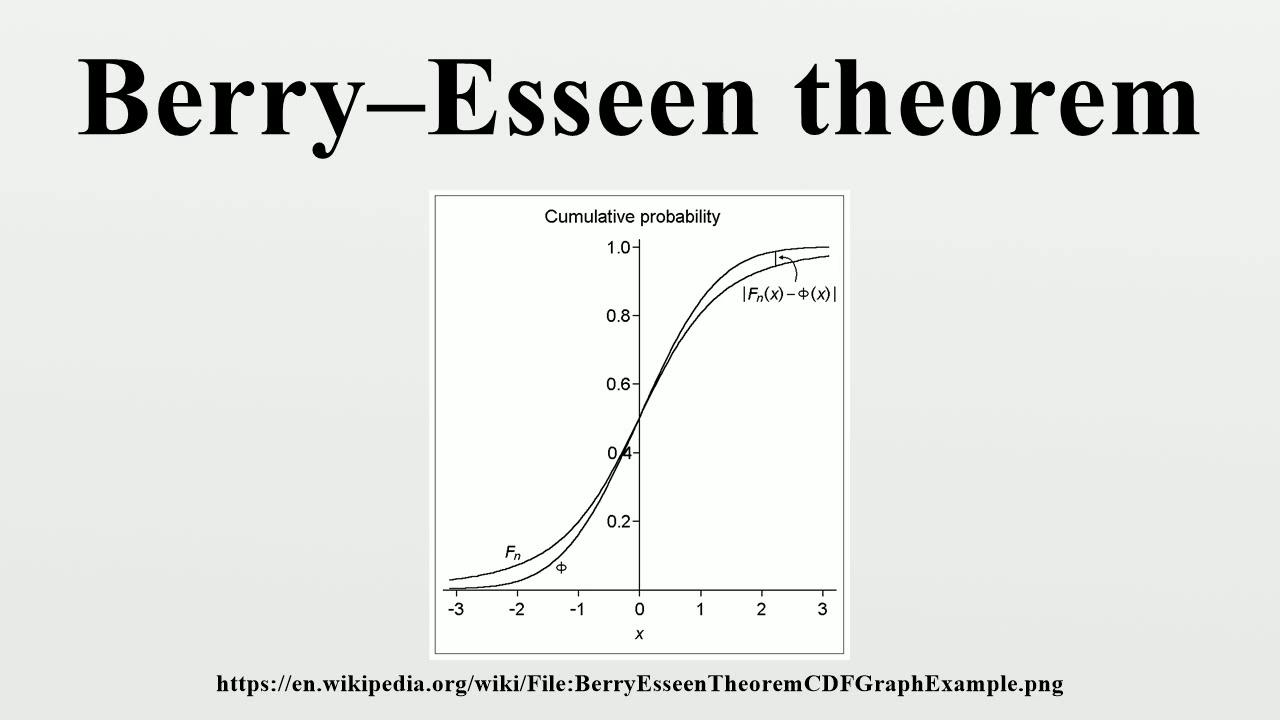 Berry–Esseen theorem
Cumulative probability
1.0
|Fn(x)–Φ(x)|
0.8
0.6
0.4
0.2
Fn
Φ
-3 -2 -1 0 1 2 3
x
https://en.wikipedia.org/wiki/File:BerryEsseenTheoremCDFGraphExample.png